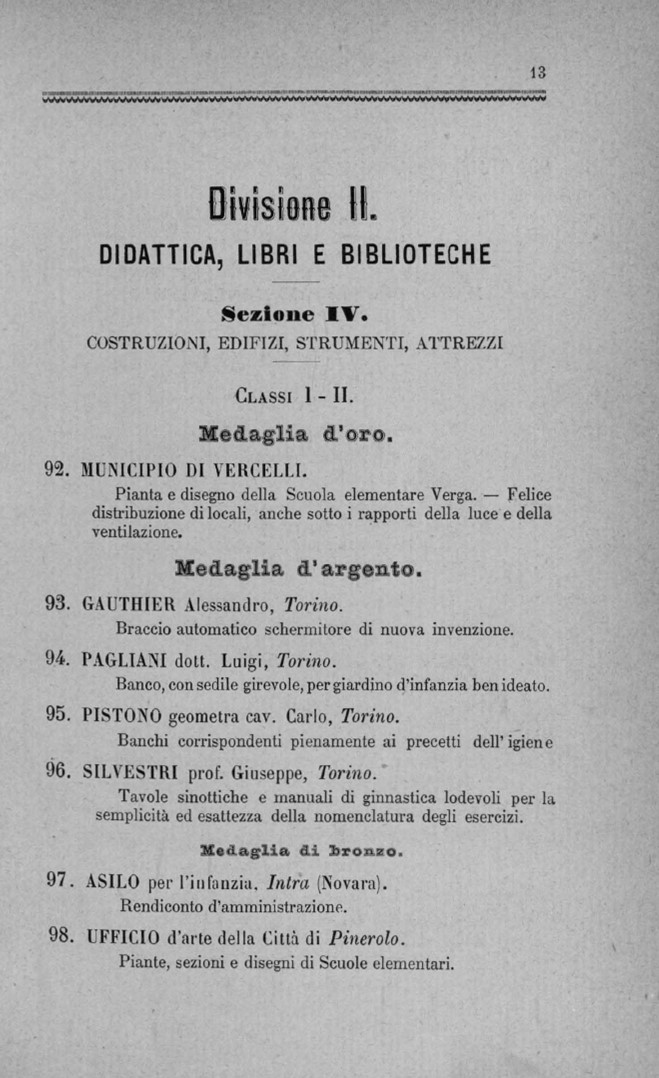 13
Divisione II.
DIDATTICA, LIBRI E BIBLIOTECHE
Sezione IV.
COSTRUZIONI, EDIFIZI, STRUMENTI, ATTREZZI
CLASSI I - II.
Medaglia d'oro.
92. MUNICIPIO DI VERCELLI.
Pianta e disegno della Scuola elementare Verga. — Felice
distribuzione di locali, anche sotto i rapporti della luce e della
ventilazione.
Medaglia d'argento.
93. GAUTHIER Alessandro, Torino.
Braccio automatico schermitore di nuova invenzione.
94. PAGLIANI dott. Luigi, Torino.
Banco, con sedile girevole, per giardino d'infanzia ben ideato.
95. PISTONO geometra cav. Carlo, Torino.
Banchi corrispondenti pienamente ai precetti dell' igiene
96. SILVESTRI prof. Giuseppe, Torino.
Tavole sinottiche e manuali di ginnastica lodevoli per la
semplicità ed esattezza della nomenclatura degli esercizi.
Medaglia di bronzo.
97. ASILO per l'infanzia, Intra (Novara).
Rendiconto d'amministrazione.
98. UFFICIO d'arte della Città di Pinerolo.
Piante, sezioni e disegni di Scuole elementari.